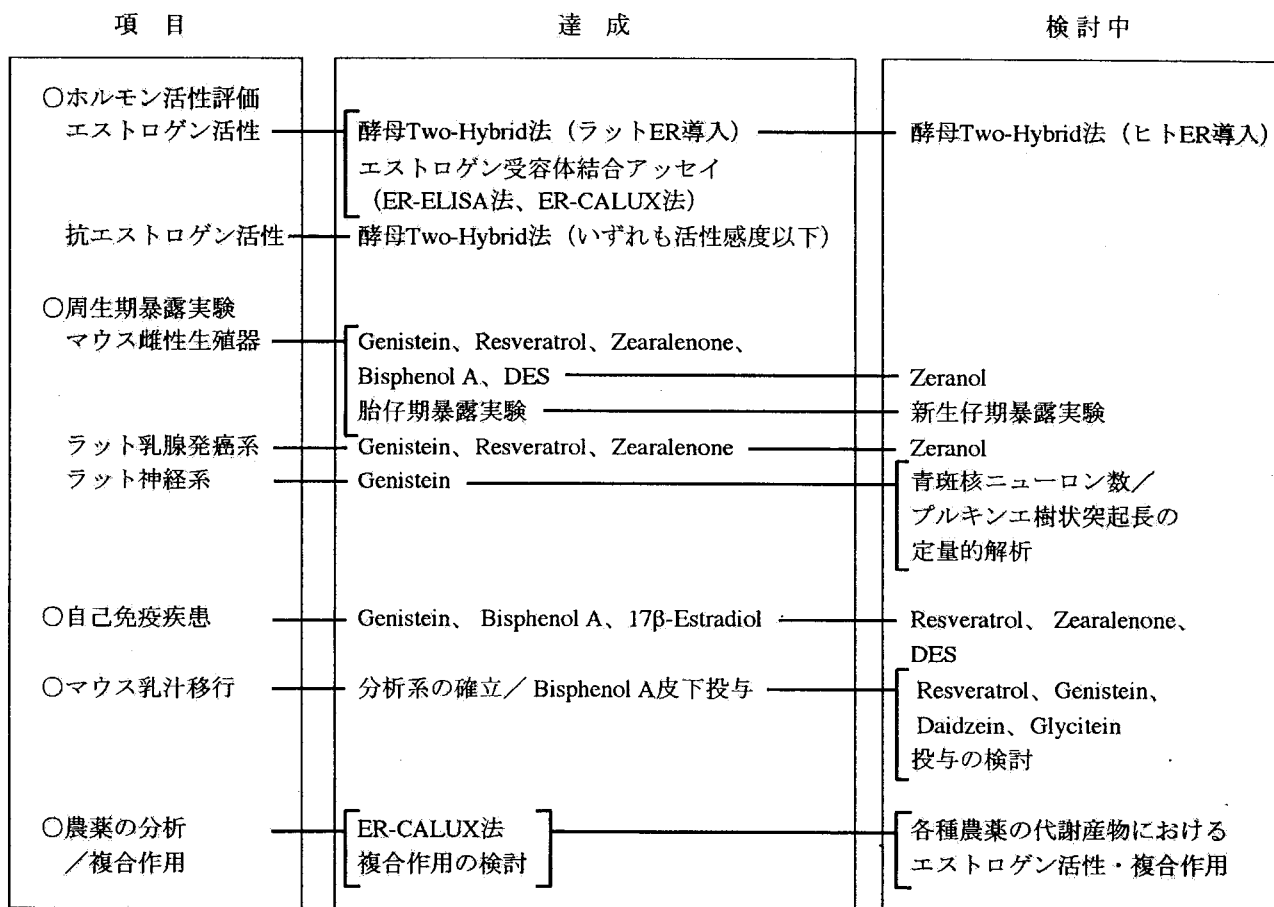 項目 達成 検討中
○ホルモン活性評価
エストロゲン活性 酵母Two-Hybrid法（ラットER導入） 酵母Two-Hybrid法（ヒトER導入）
エストロゲン受容体結合アッセイ
（ER-ELISA法、ER-CALUX法）
抗エストロゲン活性 酵母Two-Hybrid法（いずれも活性感度以下）
○周生期暴露実験
マウス雌性生殖器 Genistein、Resveratrol、Zearalenone、
Bisphenol A、DES Zeranol
胎仔期暴露実験 新生仔期暴露実験
ラット乳腺発癌系 Genistein、Resveratrol、Zearalenone Zeranol
ラット神経系 Genistein 青斑核ニューロン数／
プルキンエ樹状突起長の
定量的解析
○自己免疫疾患 Genistein、Bisphenol A、17β-Estradiol Resveratrol、Zearalenone、
DES
○マウス乳汁移行 分析系の確立／Bisphenol A皮下投与 Resveratrol、Genistein、
Daidzein、Glycitein
投与の検討
○農薬の分析 ER-CALUX法 各種農薬の代謝産物における
／複合作用 複合作用の検討 エストロゲン活性・複合作用